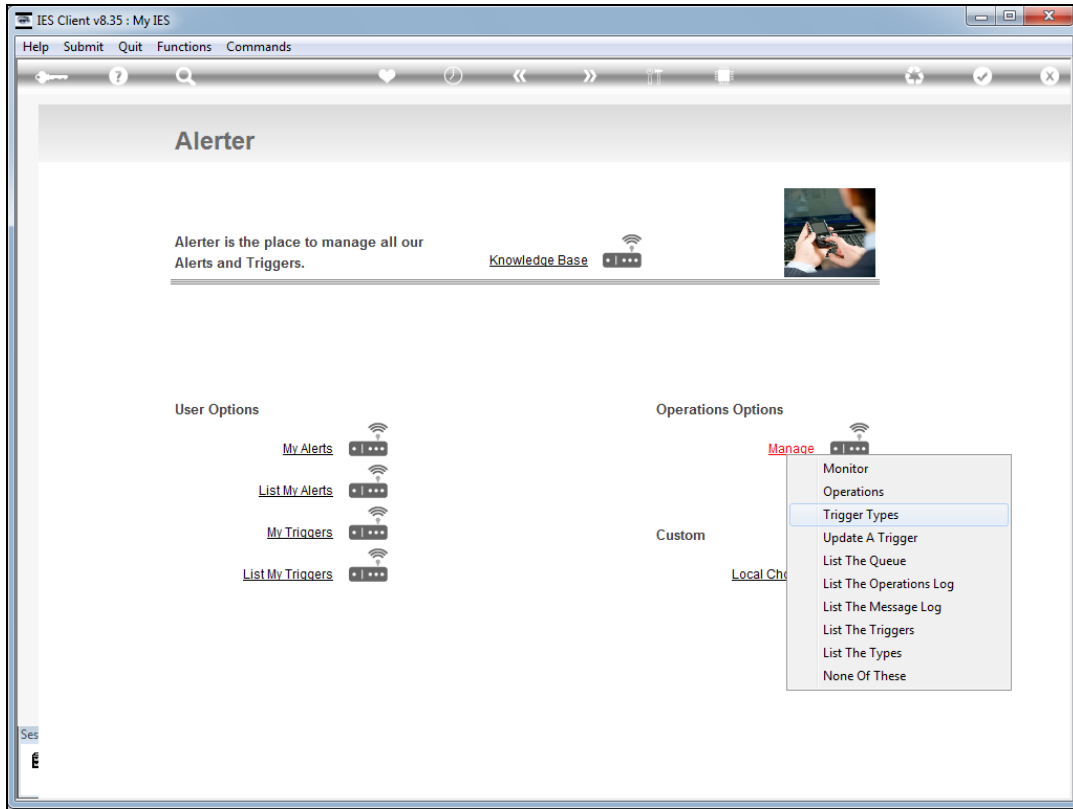 IES Client v8.35 : My IES
Help Submit Quit Functions Commands
Alerter
Alerter is the place to manage all our
Alerts and Triggers.
Knowledge Base
User Options
My Alerts
List My Alerts
My Triggers
List My Triggers
Operations Options
Manage
Monitor
Operations
Trigger Types
Update A Trigger
List The Queue
List The Operations Log
List The Message Log
List The Triggers
List The Types
None Of These
Custom
Local Cho
Ses